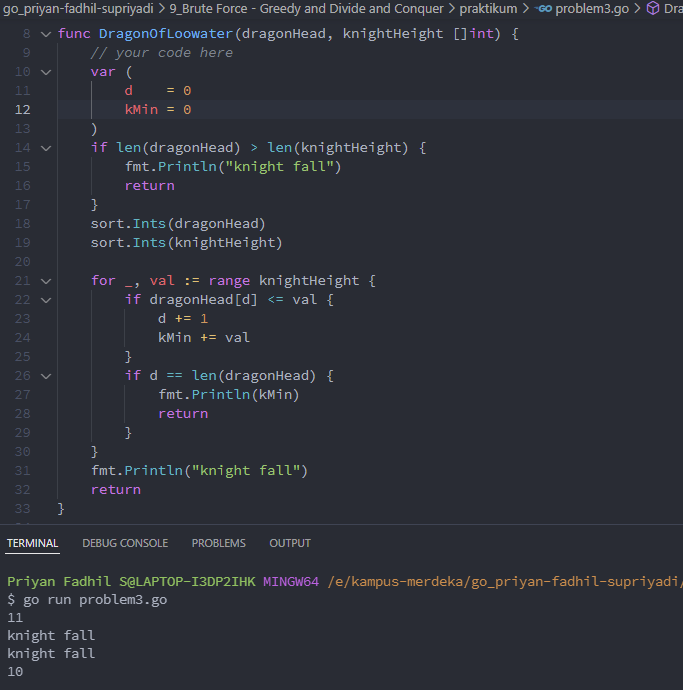 go_priyan-fadhil-supriyadi > 9_Brute Force - Greedy and Divide and Conquer > praktikum > problem3.go > Dra
8 func DragonOfLoowater(dragonHead, knightHeight []int) {
9 // your code here
10 var (
11 d    = 0
12 kMin = 0
13 )
14 if len(dragonHead) > len(knightHeight) {
15 fmt.Println("knight fall")
16 return
17 }
18 sort.Ints(dragonHead)
19 sort.Ints(knightHeight)
20
21 for _, val := range knightHeight {
22 if dragonHead[d] <= val {
23 d += 1
24 kMin += val
25 }
26 if d == len(dragonHead) {
27 fmt.Println(kMin)
28 return
29 }
30 }
31 fmt.Println("knight fall")
32 return
33 }
TERMINAL DEBUG CONSOLE PROBLEMS OUTPUT
Priyan Fadhil S@LAPTOP-I3DP2IHK MINGW64 /e/kampus-merdeka/go_priyan-fadhil-supriyadi/
$ go run problem3.go
11
knight fall
knight fall
10